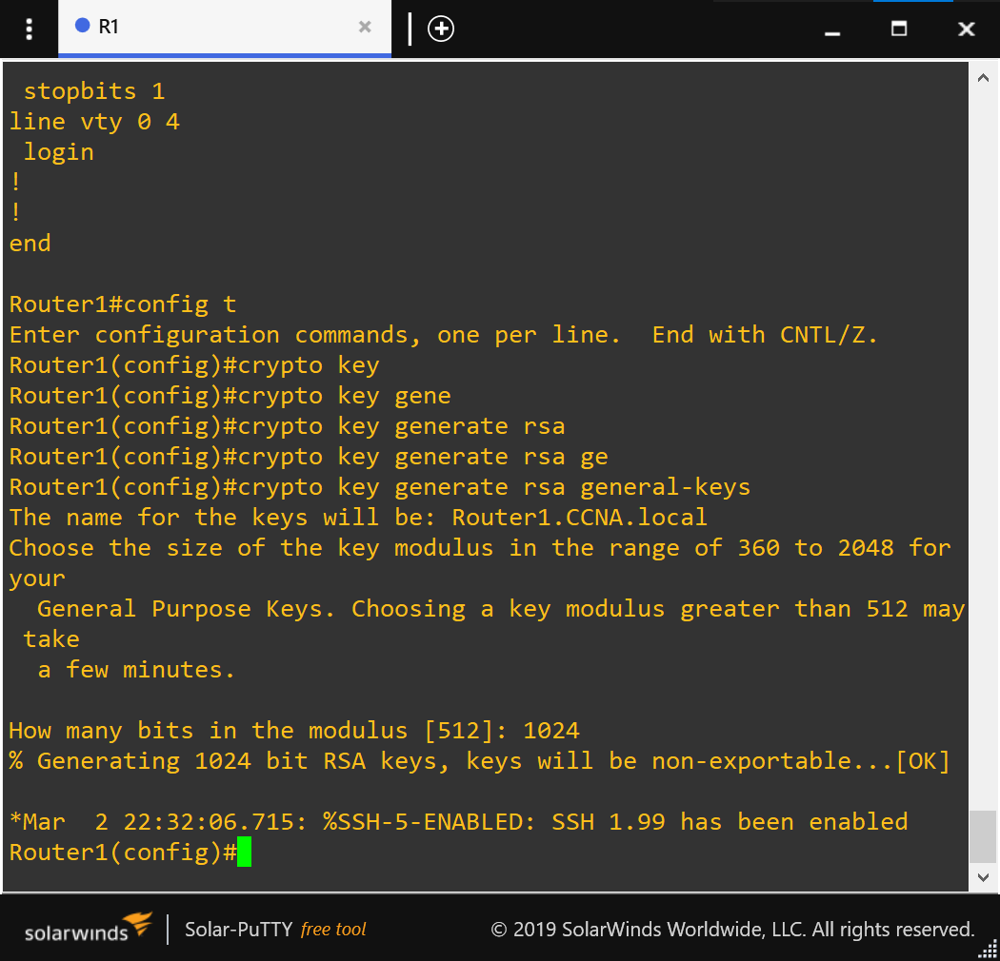 R1
 stopbits 1
line vty 0 4
 login
!
!
end
Router1#config t
Enter configuration commands, one per line.  End with CNTL/Z.
Router1(config)#crypto key
Router1(config)#crypto key gene
Router1(config)#crypto key generate rsa
Router1(config)#crypto key generate rsa ge
Router1(config)#crypto key generate rsa general-keys
The name for the keys will be: Router1.CCNA.local
Choose the size of the key modulus in the range of 360 to 2048 for
your
  General Purpose Keys. Choosing a key modulus greater than 512 may
 take
  a few minutes.
How many bits in the modulus [512]: 1024
% Generating 1024 bit RSA keys, keys will be non-exportable...[OK]
*Mar  2 22:32:06.715: %SSH-5-ENABLED: SSH 1.99 has been enabled
Router1(config)#
solarwinds | Solar-PuTTY free tool © 2019 SolarWinds Worldwide, LLC. All rights reserved.